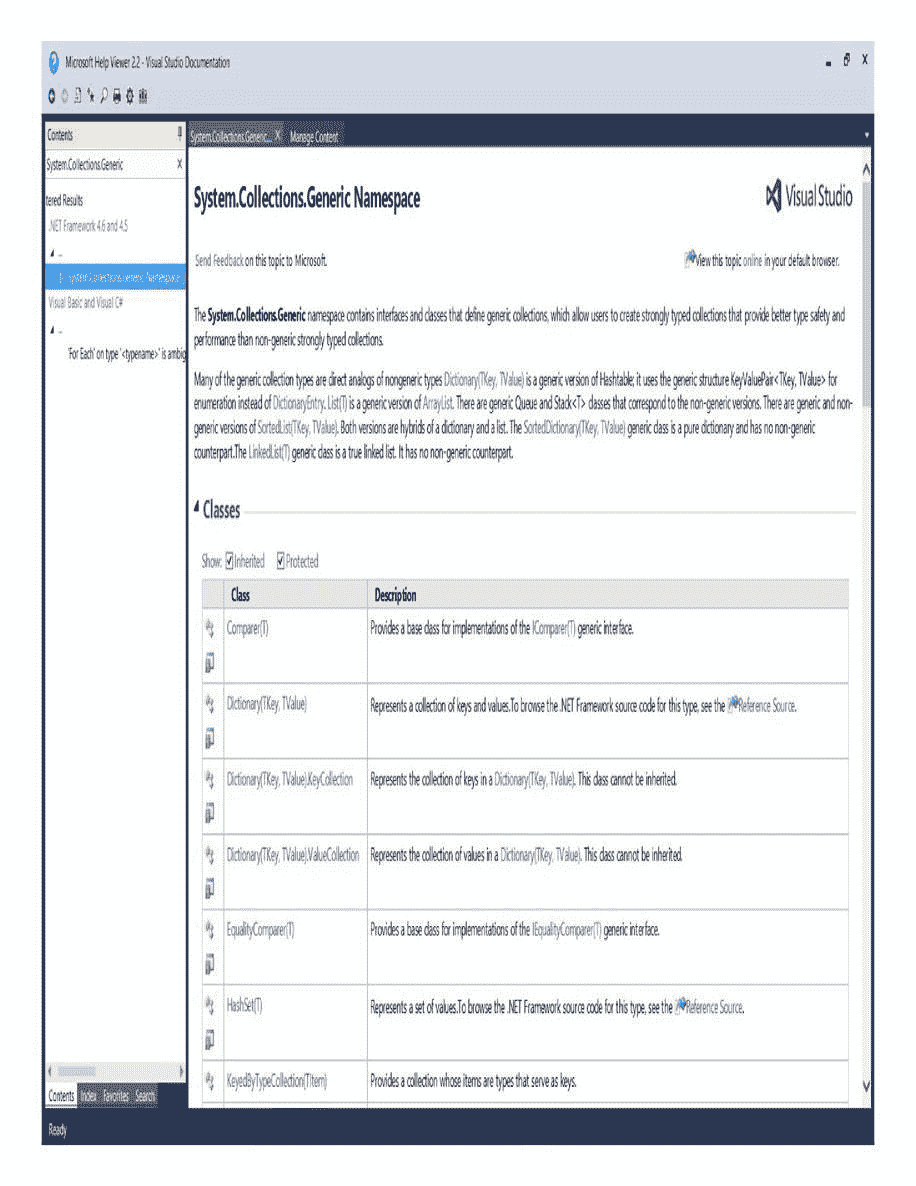 Microsoft Help Viewer 2.2 - Visual Studio Documentation
Contents
System.Collections.Generic
tered Results
.NET Framework 4.6 and 4.5
...
System.Collections.Generic Namespace
Visual Basic and Visual C#
...
'For Each' on type '<typename>' is ambig
System.Collections.Generic... X Manage Content
System.Collections.Generic Namespace
Visual Studio
Send Feedback on this topic to Microsoft.
View this topic online in your default browser.
The System.Collections.Generic namespace contains interfaces and classes that define generic collections, which allow users to create strongly typed collections that provide better type safety and
performance than non-generic strongly typed collections.
Many of the generic collection types are direct analogs of nongeneric types Dictionary(TKey, TValue) is a generic version of Hashtable; it uses the generic structure KeyValuePair<TKey, TValue> for
enumeration instead of DictionaryEntry. List(T) is a generic version of ArrayList. There are generic Queue and Stack<T> classes that correspond to the non-generic versions. There are generic and non-
generic versions of SortedList(TKey, TValue). Both versions are hybrids of a dictionary and a list. The SortedDictionary(TKey, TValue) generic class is a pure dictionary and has no non-generic
counterpart.The LinkedList(T) generic class is a true linked list. It has no non-generic counterpart.
Classes
Show: Inherited Protected
Class Description
Comparer(T) Provides a base class for implementations of the IComparer(T) generic interface.
Dictionary(TKey, TValue) Represents a collection of keys and values.To browse the .NET Framework source code for this type, see the Reference Source.
Dictionary(TKey, TValue).KeyCollection Represents the collection of keys in a Dictionary(TKey, TValue). This class cannot be inherited.
Dictionary(TKey, TValue).ValueCollection Represents the collection of values in a Dictionary(TKey, TValue). This class cannot be inherited.
EqualityComparer(T) Provides a base class for implementations of the IEqualityComparer(T) generic interface.
HashSet(T) Represents a set of values.To browse the .NET Framework source code for this type, see the Reference Source.
KeyedByTypeCollection(TItem) Provides a collection whose items are types that serve as keys.
Contents Index Favorites Search
Ready